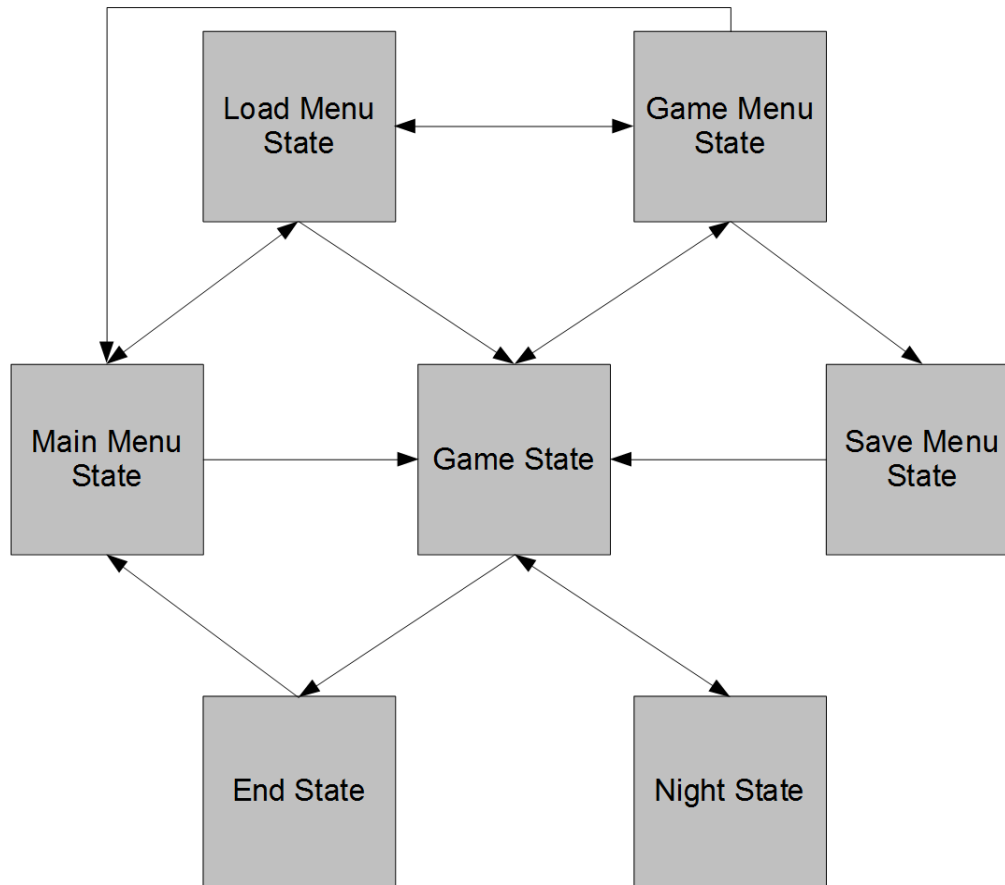 Load Menu
State
Game Menu
State
Main Menu
State
Game State
Save Menu
State
End State
Night State